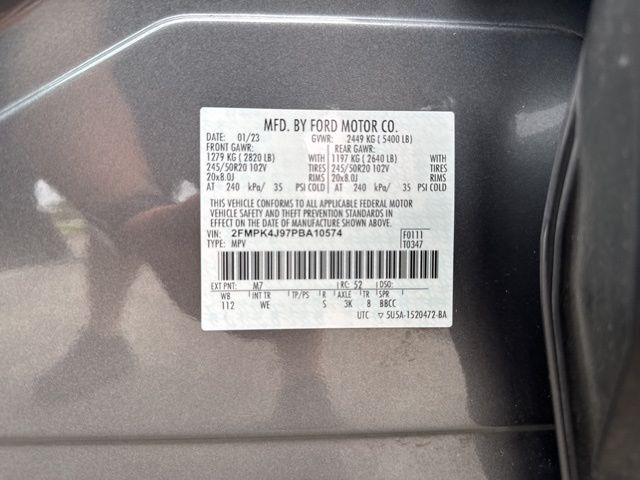 MFD. BY FORD MOTOR CO.
DATE: 01/23 GVWR: 2449 KG ( 5400 LB)
FRONT GAWR: REAR GAWR:
1279 KG ( 2820 LB) WITH 1197 KG ( 2640 LB) WITH
245/50R20 102V TIRES 245/50R20 102V TIRES
20x8.0J RIMS 20x8.0J RIMS
AT 240 kPa/ 35 PSI COLD AT 240 kPa/ 35 PSI COLD
THIS VEHICLE CONFORMS TO ALL APPLICABLE FEDERAL MOTOR
VEHICLE SAFETY AND THEFT PREVENTION STANDARDS IN
EFFECT ON THE DATE OF MANUFACTURE SHOWN ABOVE.
VIN: 2FMPK4J97PBA10574 F0111
TYPE: MPV T0347
EXT PNT: M7 RC: 52 DSO:
WB INT TR TP/PS R AXLE TR SPR
112 WE S 3K B BBCC
UTC ▽ 5U5A-1520472-BA